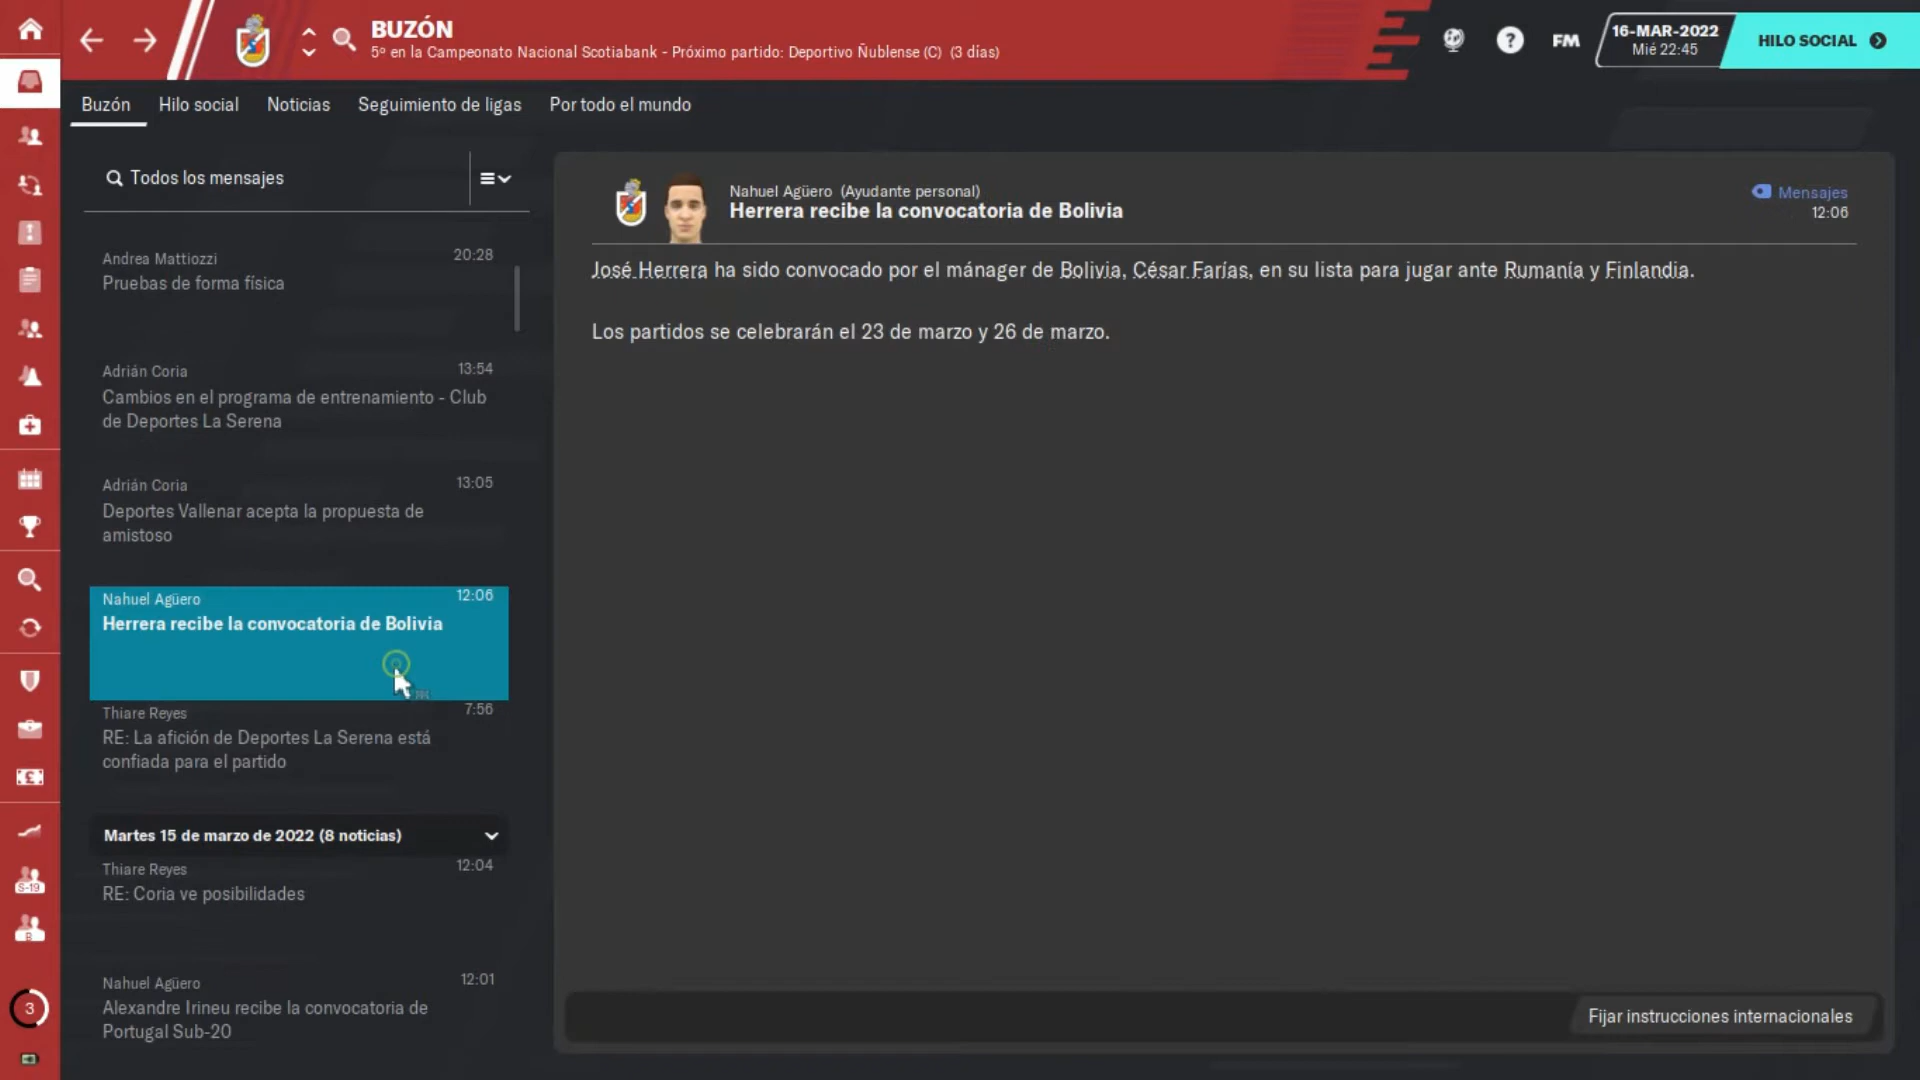 BUZÓN
5º en la Campeonato Nacional Scotiabank - Próximo partido: Deportivo Ñublense (C) (3 días)
FM
16-MAR-2022
Mié 22:45
HILO SOCIAL
Buzón
Hilo social
Noticias
Seguimiento de ligas
Por todo el mundo
Todos los mensajes
Andrea Mattiozzi
20:28
Pruebas de forma física
Adrián Coria
13:54
Cambios en el programa de entrenamiento - Club
de Deportes La Serena
Adrián Coria
13:05
Deportes Vallenar acepta la propuesta de
amistoso
Nahuel Agüero
12:06
Herrera recibe la convocatoria de Bolivia
Thiare Reyes
7:56
RE: La afición de Deportes La Serena está
confiada para el partido
Martes 15 de marzo de 2022 (8 noticias)
Thiare Reyes
12:04
RE: Coria ve posibilidades
Nahuel Agüero
12:01
Alexandre Irineu recibe la convocatoria de
Portugal Sub-20
Nahuel Agüero (Ayudante personal)
Herrera recibe la convocatoria de Bolivia
Mensajes
12:06
José Herrera ha sido convocado por el mánager de Bolivia, César Farías, en su lista para jugar ante Rumanía y Finlandia.
Los partidos se celebrarán el 23 de marzo y 26 de marzo.
Fijar instrucciones internacionales
S-19
B
3